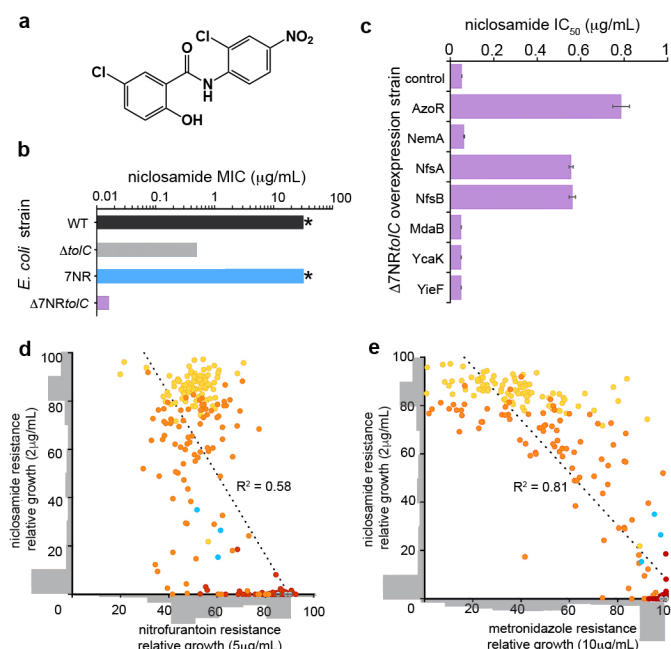 a
Cl
O
Cl
NO₂
N
H
OH
b
niclosamide MIC (μg/mL)
0.01 0.1 1 10 100
E. coli strain
WT *
ΔtolC
7NR *
Δ7NRtolC
c
niclosamide IC₅₀ (μg/mL)
0 0.2 0.4 0.6 0.8 1
Δ7NRtolC overexpression strain
control
AzoR
NemA
NfsA
NfsB
MdaB
YcaK
YieF
d
niclosamide resistance
relative growth (2μg/mL)
100
80
60
40
20
0 20 40 60 80 100
R² = 0.58
nitrofurantoin resistance
relative growth (5μg/mL)
e
niclosamide resistance
relative growth (2μg/mL)
100
80
60
40
20
0
0 20 40 60 80 100
R² = 0.81
metronidazole resistance
relative growth (10μg/mL)